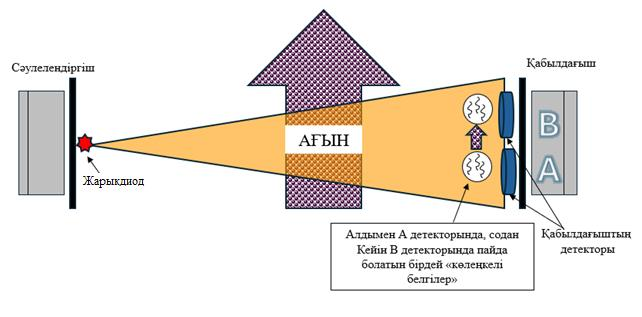 Сәулелендіргіш
Қабылдағыш
В
А
АҒЫН
Жарықдиод
Қабылдағыштың
детекторы
Алдымен А детекторында, содан
Кейін В детекторында пайда
болатын бірдей «көлеңкелі
белгілер»